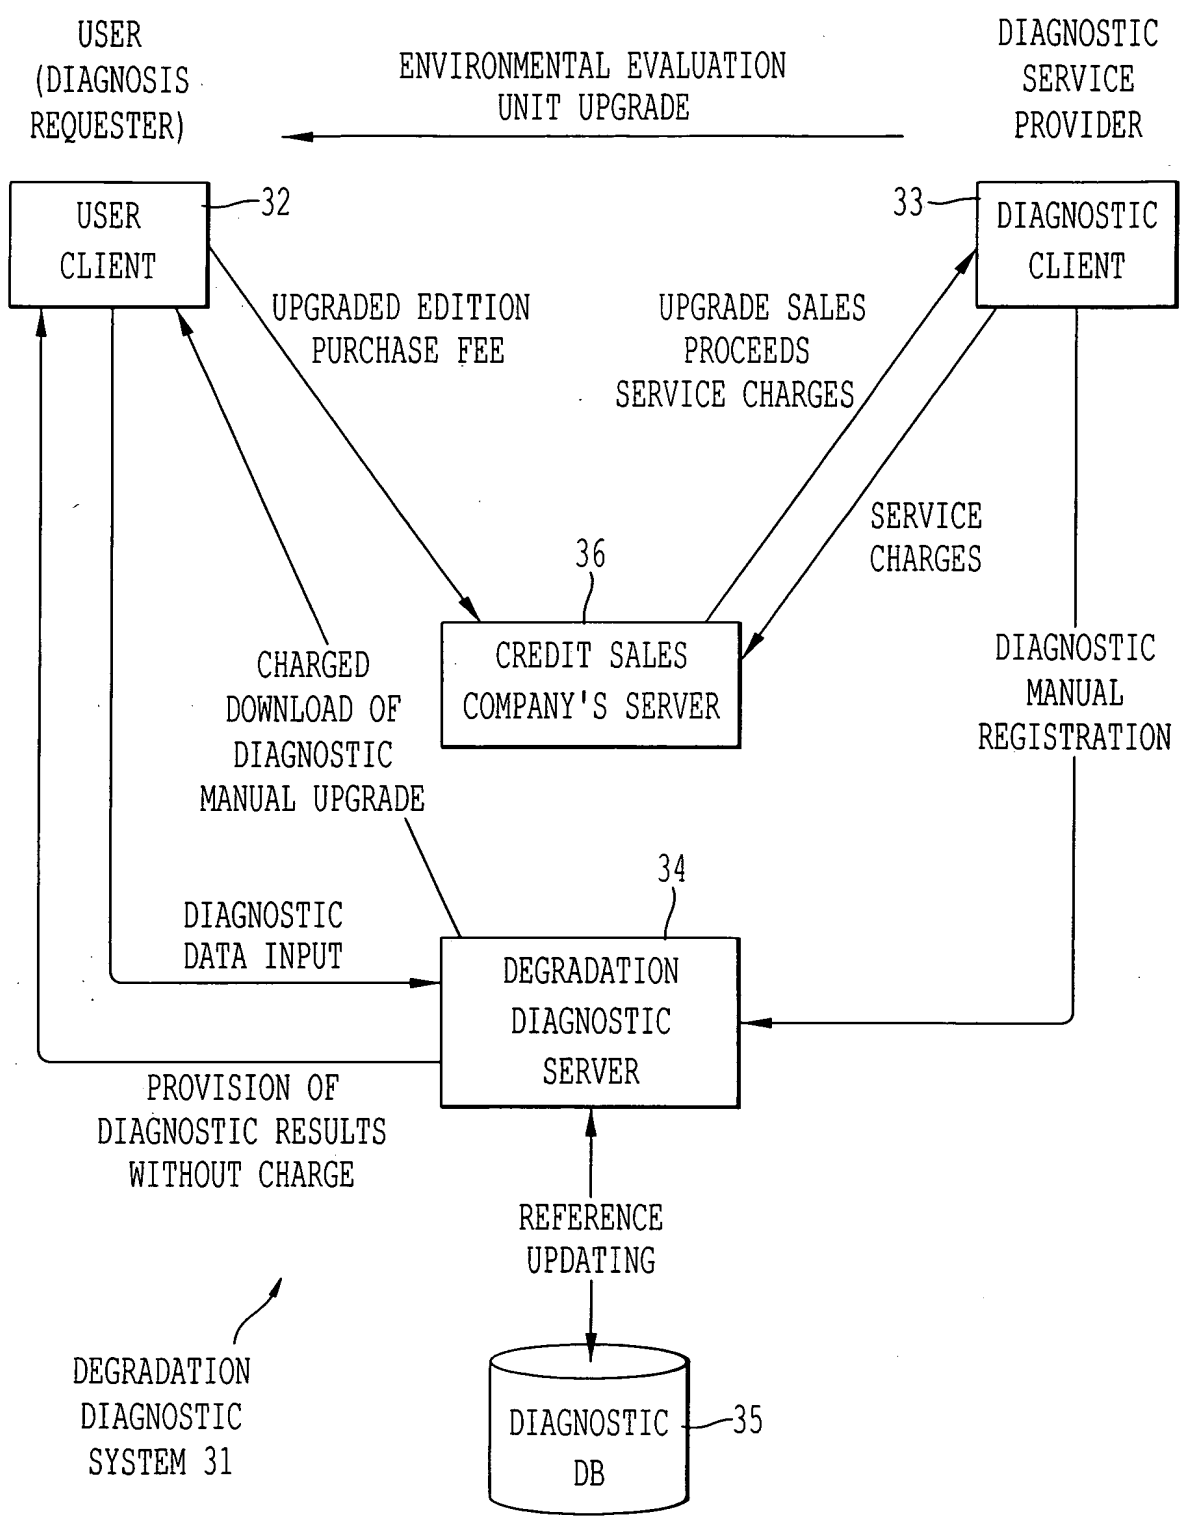 USER
(DIAGNOSIS
REQUESTER)
ENVIRONMENTAL EVALUATION
UNIT UPGRADE
DIAGNOSTIC
SERVICE
PROVIDER
USER
CLIENT
32
33
DIAGNOSTIC
CLIENT
UPGRADED EDITION
PURCHASE FEE
UPGRADE SALES
PROCEEDS
SERVICE CHARGES
SERVICE
CHARGES
36
CREDIT SALES
COMPANY'S SERVER
CHARGED
DOWNLOAD OF
DIAGNOSTIC
MANUAL UPGRADE
DIAGNOSTIC
MANUAL
REGISTRATION
34
DIAGNOSTIC
DATA INPUT
DEGRADATION
DIAGNOSTIC
SERVER
PROVISION OF
DIAGNOSTIC RESULTS
WITHOUT CHARGE
REFERENCE
UPDATING
DEGRADATION
DIAGNOSTIC
SYSTEM 31
DIAGNOSTIC
DB
35